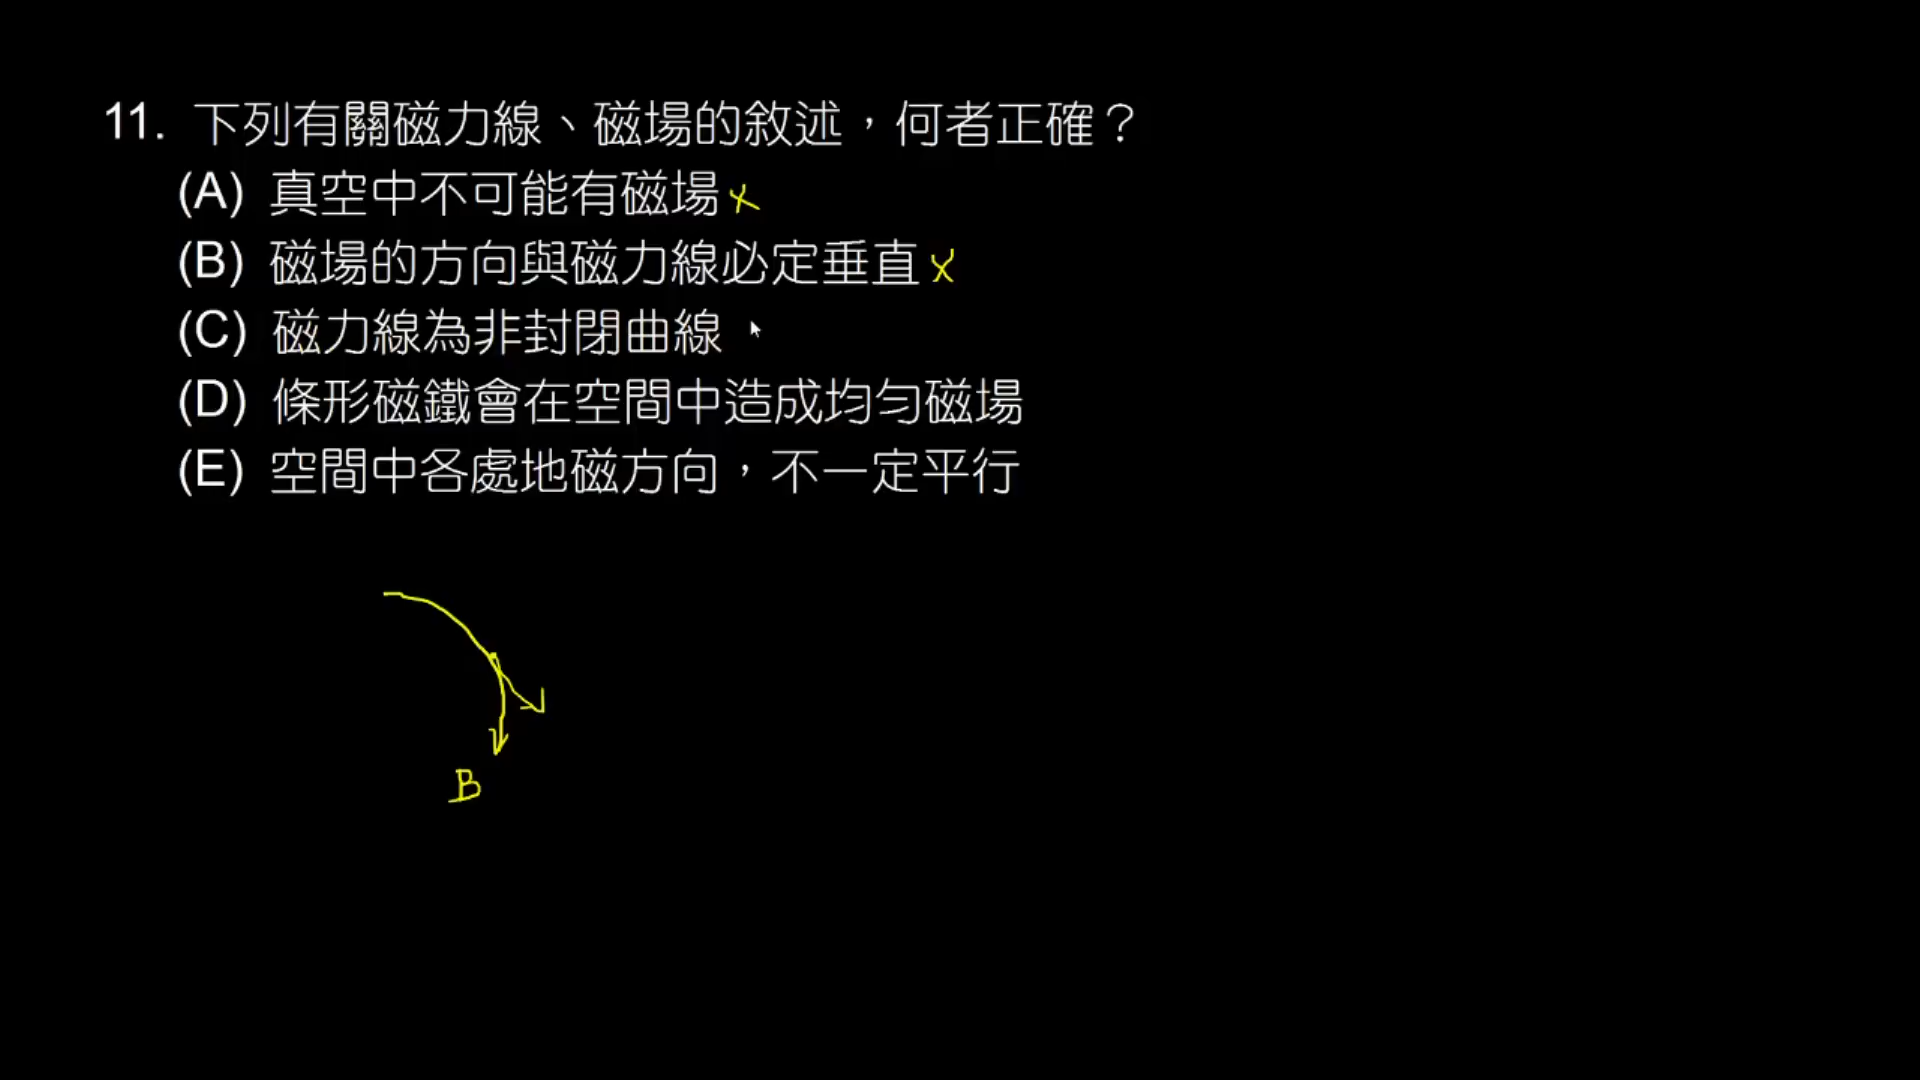 11. 下列有關磁力線、磁場的敘述，何者正確？
(A) 真空中不可能有磁場 x
(B) 磁場的方向與磁力線必定垂直 x
(C) 磁力線為非封閉曲線
(D) 條形磁鐵會在空間中造成均勻磁場
(E) 空間中各處地磁方向，不一定平行
B